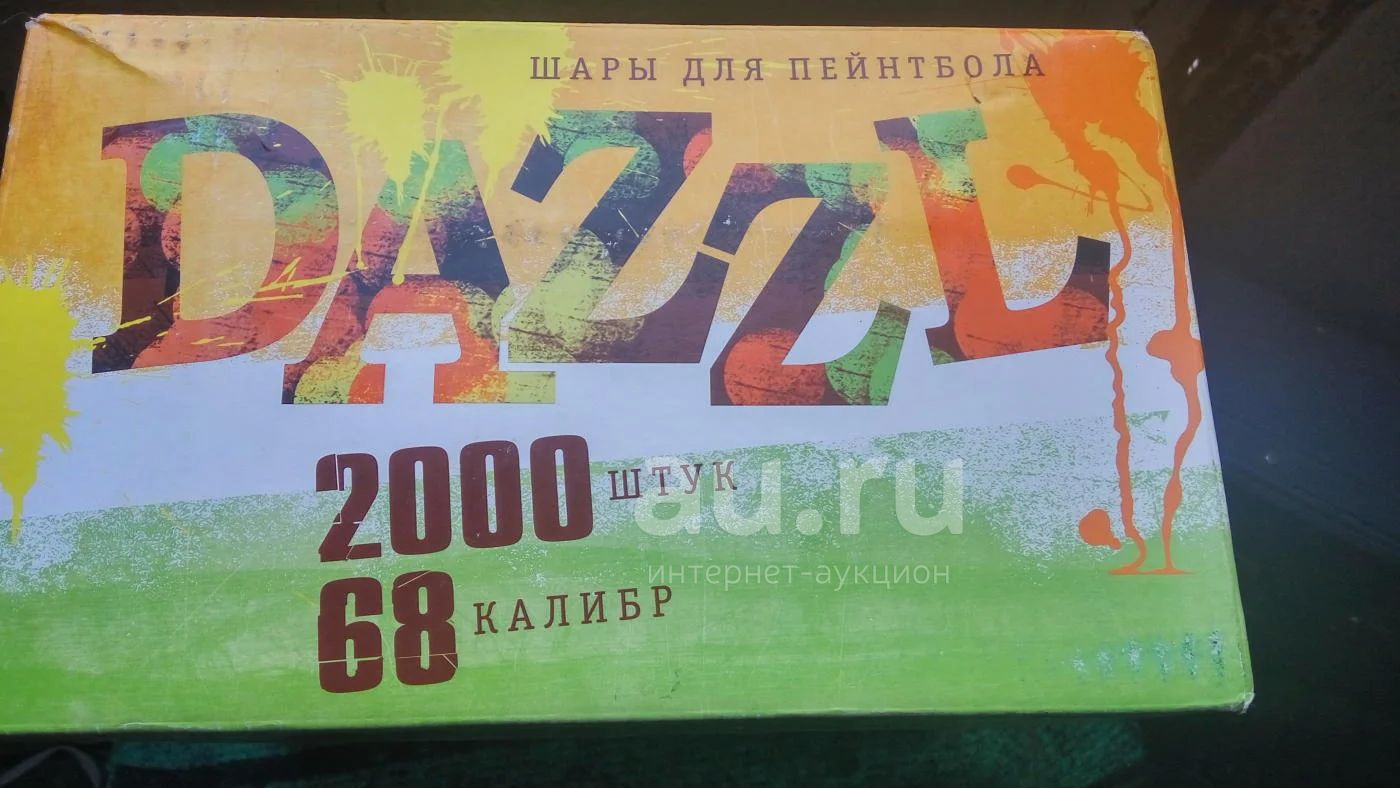 ШАРЫ ДЛЯ ПЕЙНТБОЛА
DAZZL
2000 ШТУК
au.ru
интернет-аукцион
68 КАЛИБР